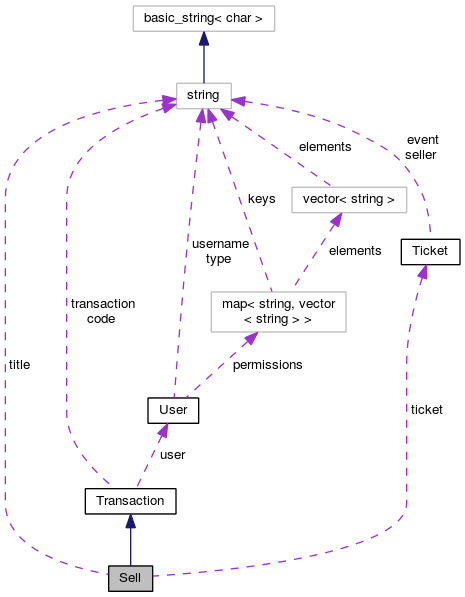 basic_string< char >
string
elements
event
seller
keys
vector< string >
username
type
elements
Ticket
transaction
code
map< string, vector
< string > >
title
permissions
User
ticket
user
Transaction
Sell